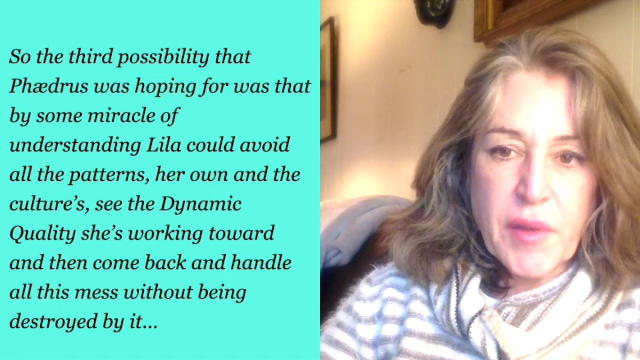 So the third possibility that
Phædrus was hoping for was that
by some miracle of
understanding Lila could avoid
all the patterns, her own and the
culture’s, see the Dynamic
Quality she’s working toward
and then come back and handle
all this mess without being
destroyed by it...